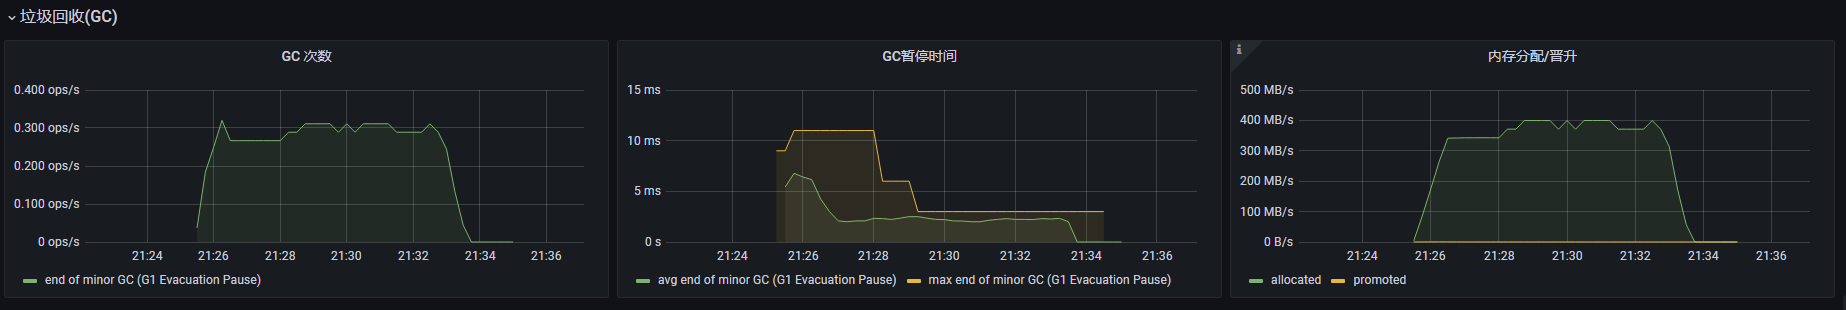 垃圾回收(GC)
GC 次数
0.400 ops/s
0.300 ops/s
0.200 ops/s
0.100 ops/s
0 ops/s
21:24 21:26 21:28 21:30 21:32 21:34 21:36
end of minor GC (G1 Evacuation Pause)
GC暂停时间
15 ms
10 ms
5 ms
0 s
21:24 21:26 21:28 21:30 21:32 21:34 21:36
avg end of minor GC (G1 Evacuation Pause) max end of minor GC (G1 Evacuation Pause)
i
内存分配/晋升
500 MB/s
400 MB/s
300 MB/s
200 MB/s
100 MB/s
0 B/s
21:24 21:26 21:28 21:30 21:32 21:34 21:36
allocated promoted